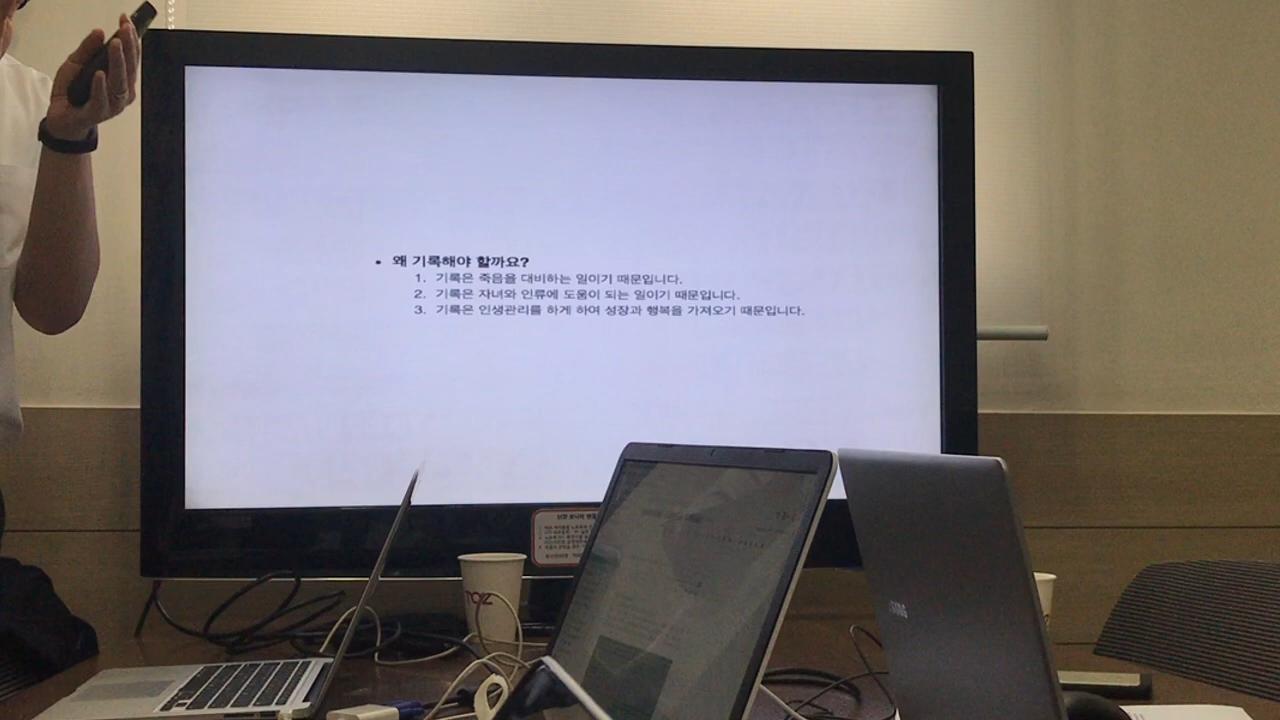 • 왜 기록해야 할까요?
1. 기록은 죽음을 대비하는 일이기 때문입니다.
2. 기록은 자녀와 인류에 도움이 되는 일이기 때문입니다.
3. 기록은 인생관리를 하게 하여 성장과 행복을 가져오기 때문입니다.